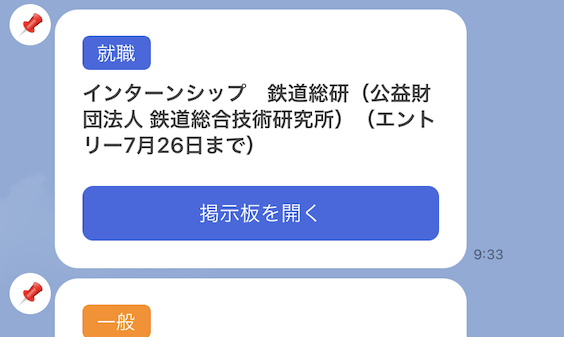 就職
インターンシップ　鉄道総研（公益財
団法人 鉄道総合技術研究所）（エント
リー7月26日まで）
掲示板を開く
9:33
一般